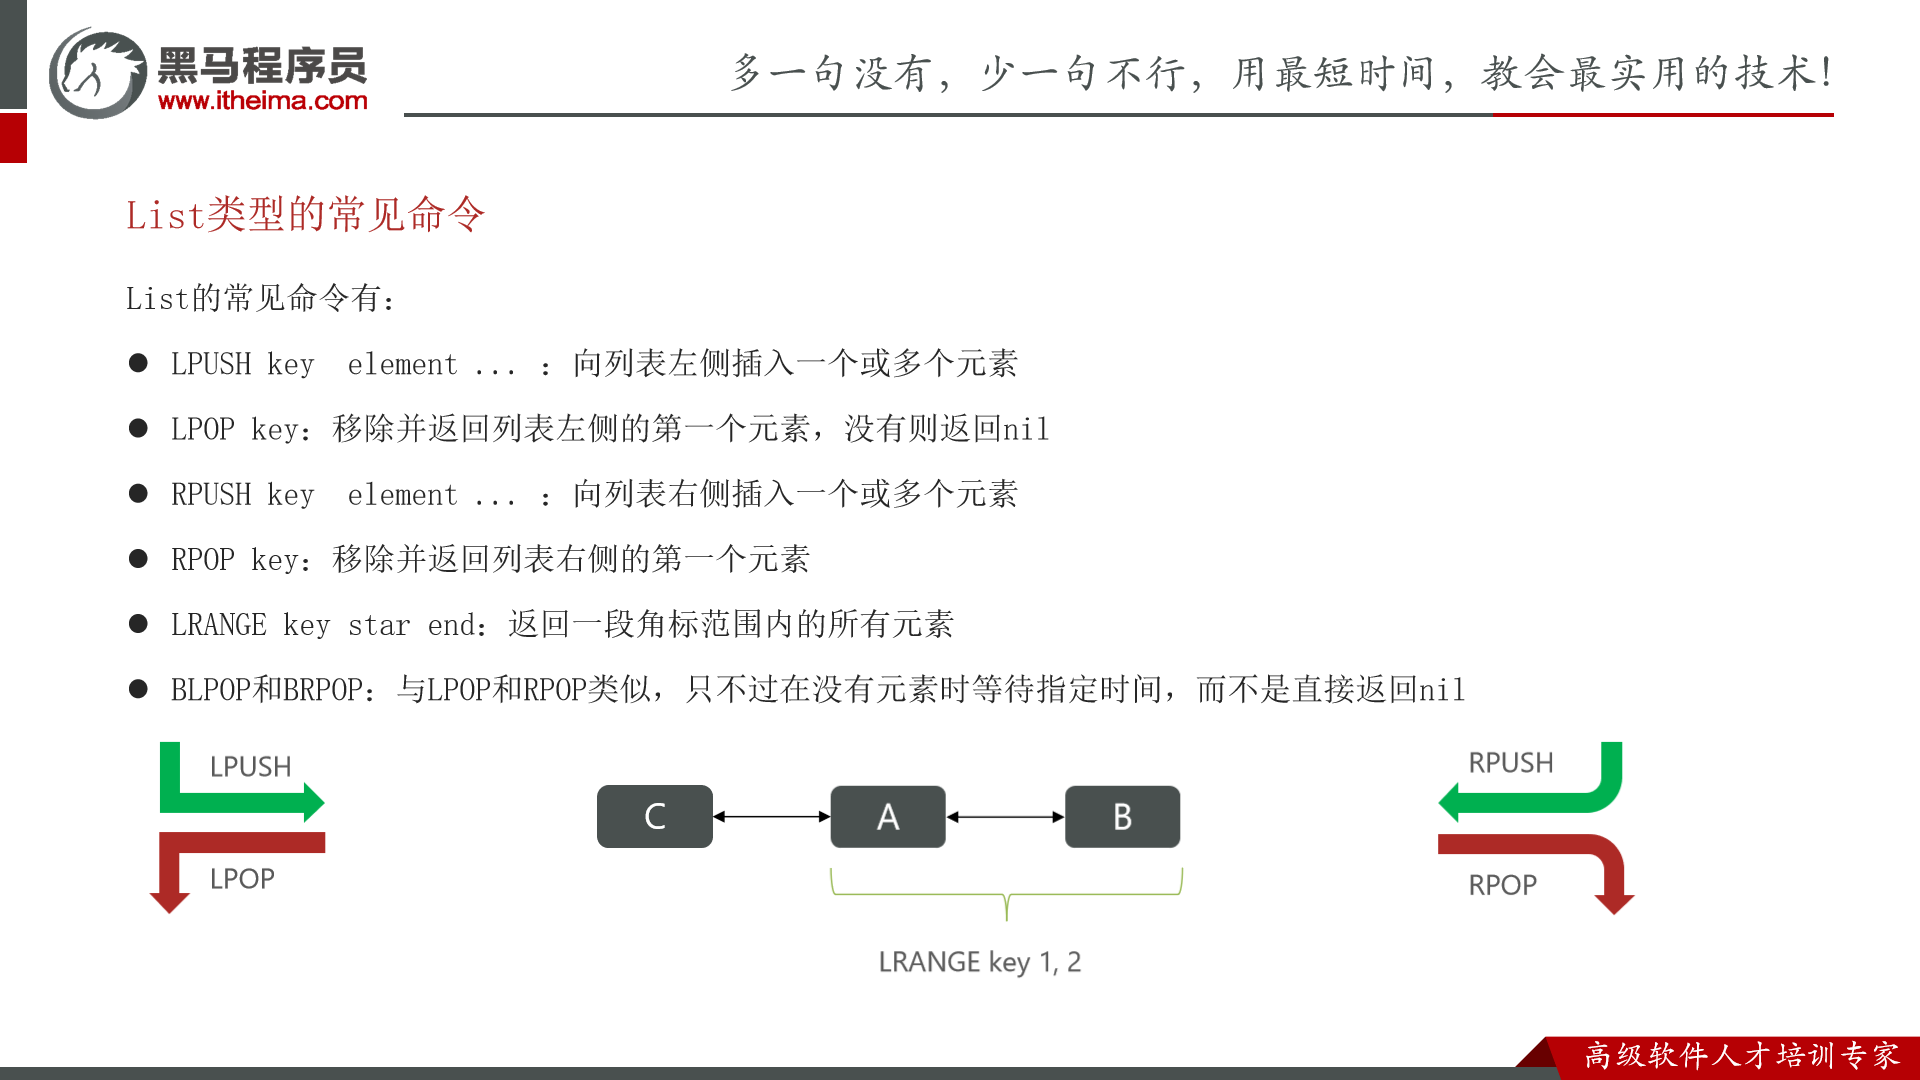 黑马程序员
www.itheima.com
多一句没有，少一句不行，用最短时间，教会最实用的技术！
List类型的常见命令
List的常见命令有：
● LPUSH key  element ... ：向列表左侧插入一个或多个元素
● LPOP key：移除并返回列表左侧的第一个元素，没有则返回nil
● RPUSH key  element ... ：向列表右侧插入一个或多个元素
● RPOP key：移除并返回列表右侧的第一个元素
● LRANGE key star end：返回一段角标范围内的所有元素
● BLPOP和BRPOP：与LPOP和RPOP类似，只不过在没有元素时等待指定时间，而不是直接返回nil
LPUSH
LPOP
C
A
B
LRANGE key 1, 2
RPUSH
RPOP
高级软件人才培训专家